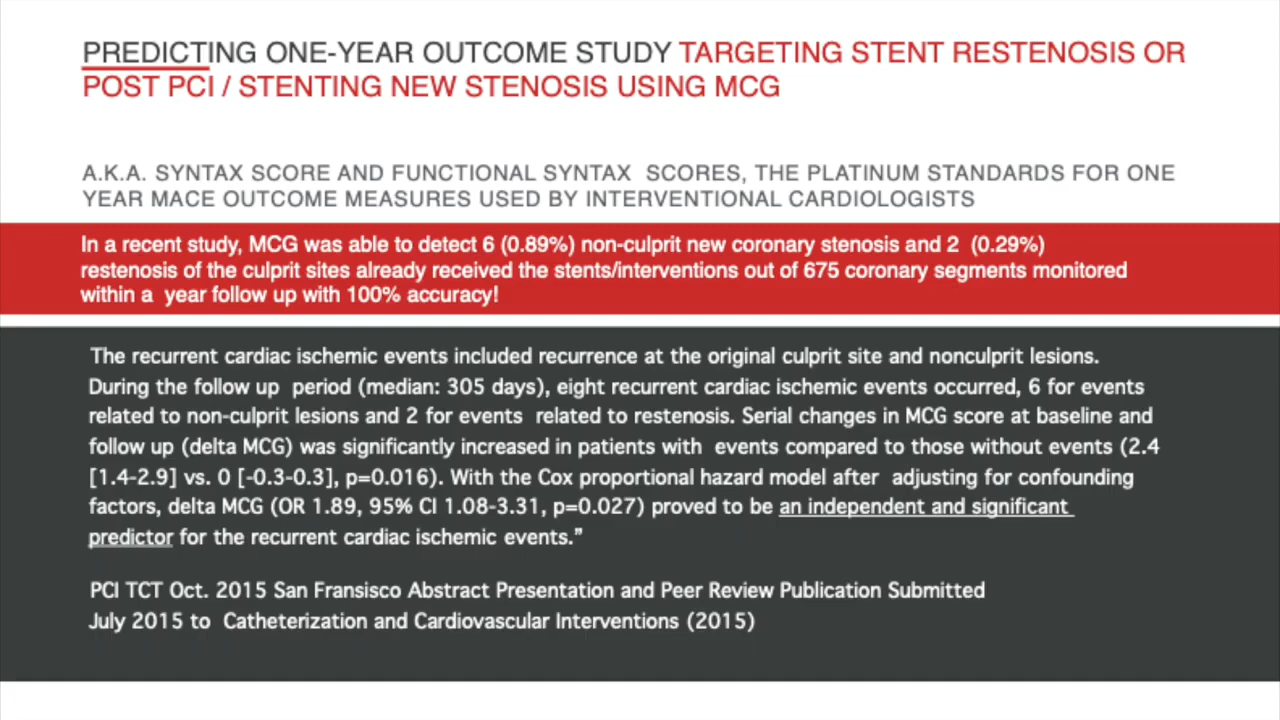 PREDICTING ONE-YEAR OUTCOME STUDY TARGETING STENT RESTENOSIS OR
POST PCI / STENTING NEW STENOSIS USING MCG
A.K.A. SYNTAX SCORE AND FUNCTIONAL SYNTAX SCORES, THE PLATINUM STANDARDS FOR ONE
YEAR MACE OUTCOME MEASURES USED BY INTERVENTIONAL CARDIOLOGISTS
In a recent study, MCG was able to detect 6 (0.89%) non-culprit new coronary stenosis and 2 (0.29%)
restenosis of the culprit sites already received the stents/interventions out of 675 coronary segments monitored
within a year follow up with 100% accuracy!
The recurrent cardiac ischemic events included recurrence at the original culprit site and nonculprit lesions.
During the follow up period (median: 305 days), eight recurrent cardiac ischemic events occurred, 6 for events
related to non-culprit lesions and 2 for events related to restenosis. Serial changes in MCG score at baseline and
follow up (delta MCG) was significantly increased in patients with events compared to those without events (2.4
[1.4-2.9] vs. 0 [-0.3-0.3], p=0.016). With the Cox proportional hazard model after adjusting for confounding
factors, delta MCG (OR 1.89, 95% CI 1.08-3.31, p=0.027) proved to be an independent and significant
predictor for the recurrent cardiac ischemic events.”
PCI TCT Oct. 2015 San Fransisco Abstract Presentation and Peer Review Publication Submitted
July 2015 to Catheterization and Cardiovascular Interventions (2015)